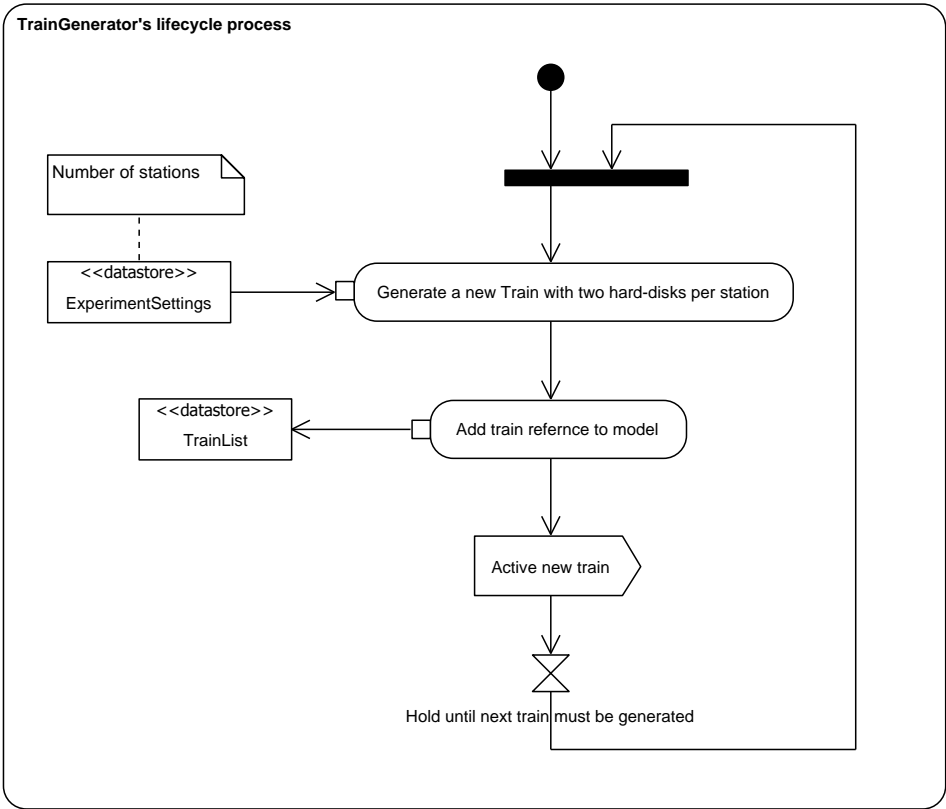 TrainGenerator's lifecycle process
Number of stations
<<datastore>>
ExperimentSettings
Generate a new Train with two hard-disks per station
<<datastore>>
TrainList
Add train refernce to model
Active new train
Hold until next train must be generated